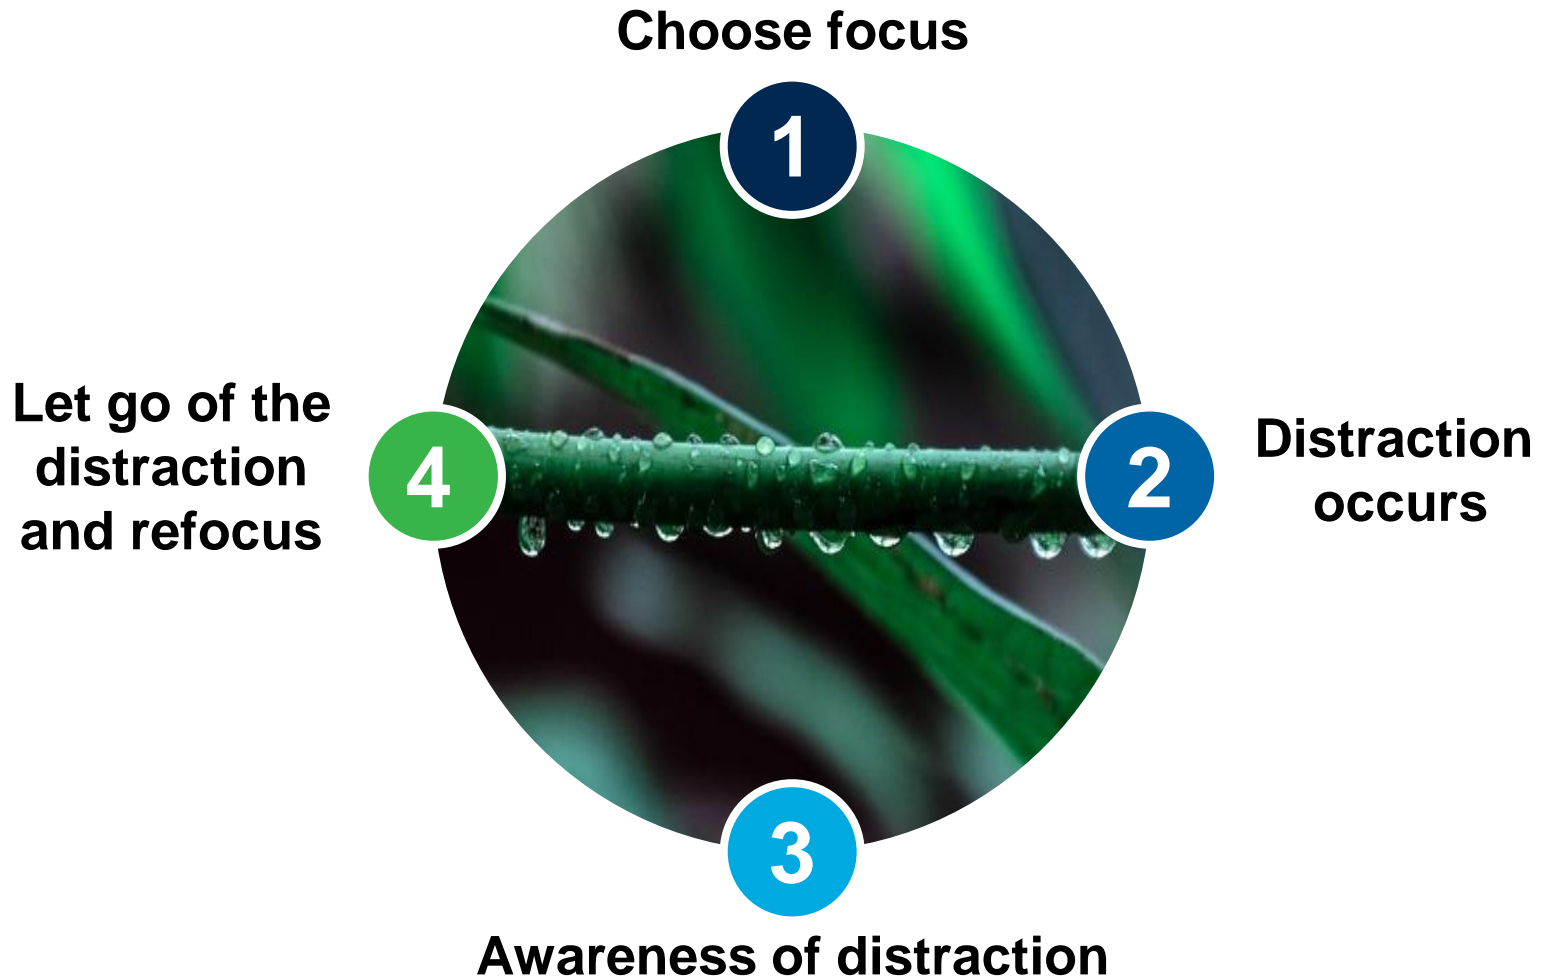 Choose focus
1
2
Distraction
occurs
3
Awareness of distraction
4
Let go of the
distraction
and refocus